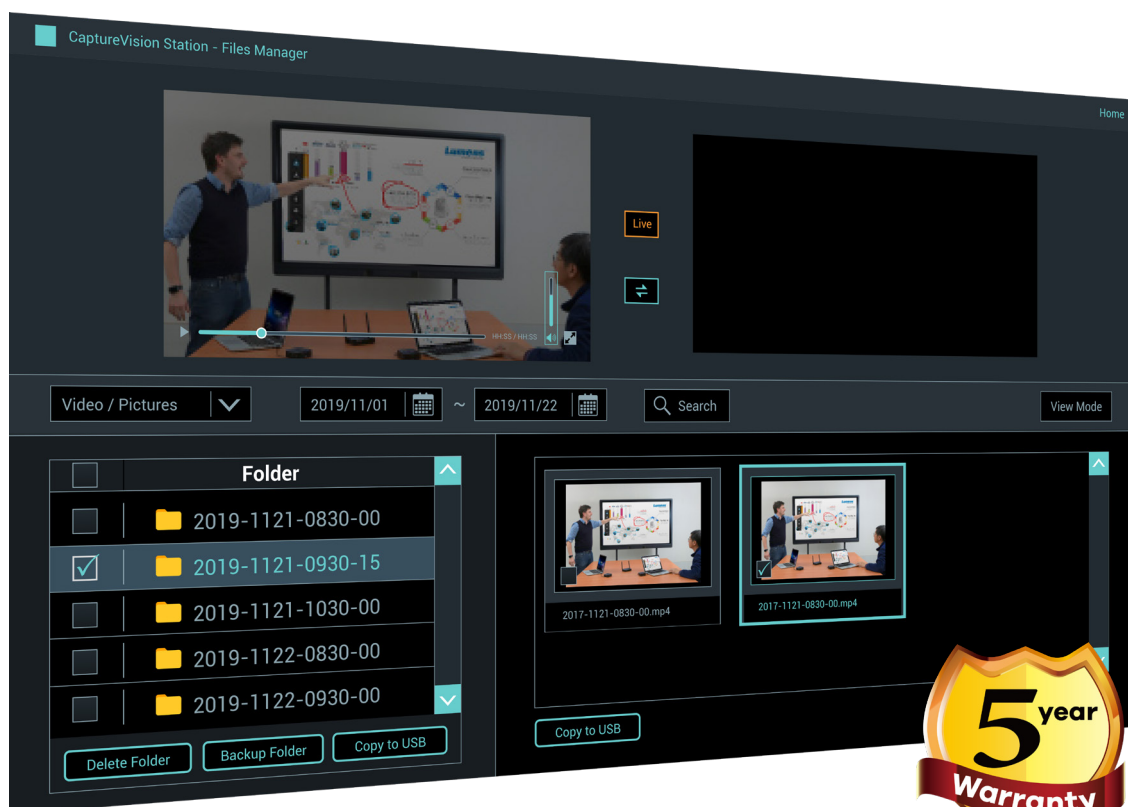 CaptureVision Station - Files Manager
Home
Lumens
Live
HH:SS / HH:SS
Video / Pictures
2019/11/01 ~ 2019/11/22
Search
View Mode
Folder
2019-1121-0830-00
2019-1121-0930-15
2019-1121-1030-00
2019-1122-0830-00
2019-1122-0930-00
Delete Folder
Backup Folder
Copy to USB
2017-1121-0830-00.mp4
2017-1121-0830-00.mp4
Copy to USB
5 year
Warranty